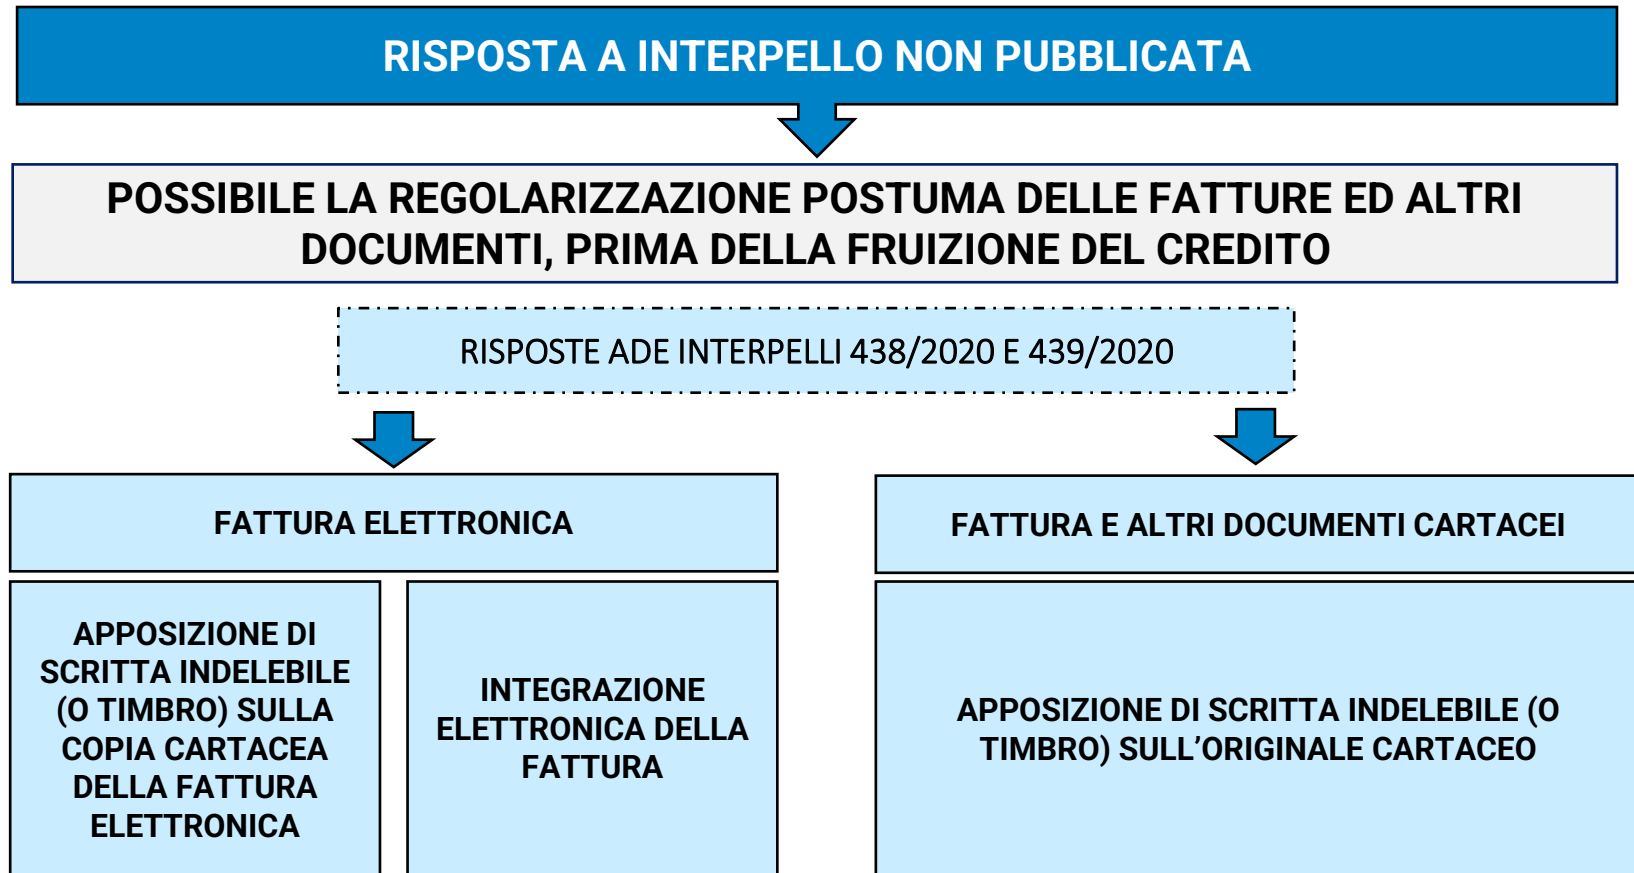 RISPOSTA A INTERPELLO NON PUBBLICATA
POSSIBILE LA REGOLARIZZAZIONE POSTUMA DELLE FATTURE ED ALTRI
DOCUMENTI, PRIMA DELLA FRUIZIONE DEL CREDITO
RISPOSTE ADE INTERPELLI 438/2020 E 439/2020
FATTURA ELETTRONICA
APPOSIZIONE DI
SCRITTA INDELEBILE
(O TIMBRO) SULLA
COPIA CARTACEA
DELLA FATTURA
ELETTRONICA
INTEGRAZIONE
ELETTRONICA DELLA
FATTURA
FATTURA E ALTRI DOCUMENTI CARTACEI
APPOSIZIONE DI SCRITTA INDELEBILE (O
TIMBRO) SULL’ORIGINALE CARTACEO